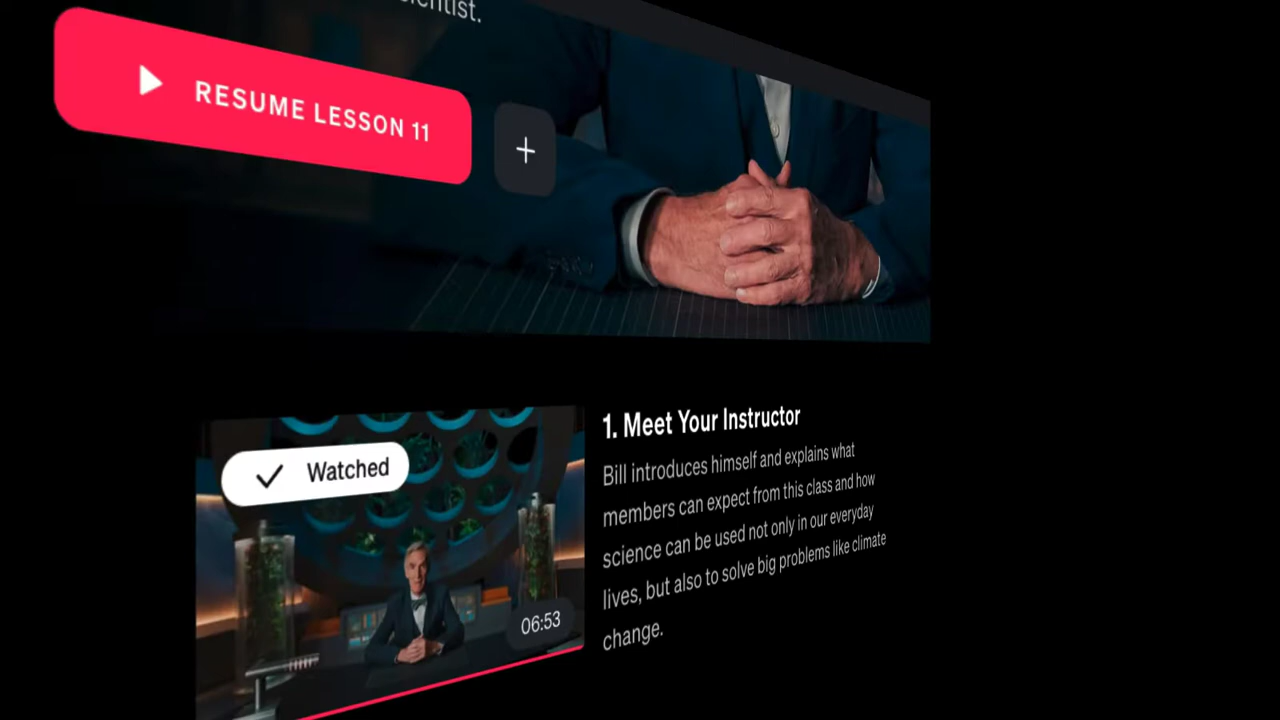 RESUME LESSON 11
+
Watched
06:53
1. Meet Your Instructor
Bill introduces himself and explains what
members can expect from this class and how
science can be used not only in our everyday
lives, but also to solve big problems like climate
change.